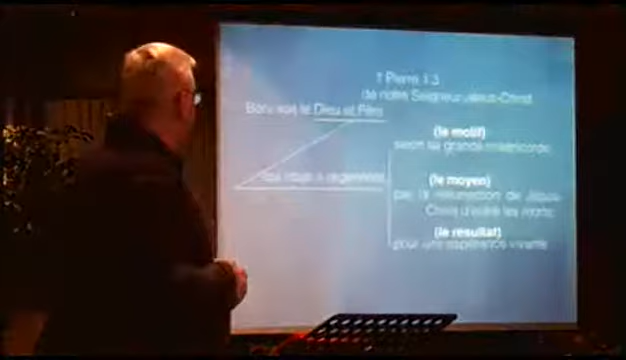 1 Pierre 1.3
de notre Seigneur Jésus-Christ
Béni soit le Dieu et Père
(le motif)
selon sa grande miséricorde
qui nous a régénérés
(le moyen)
par la résurrection de Jésus-
Christ d'entre les morts
(le résultat)
pour une espérance vivante